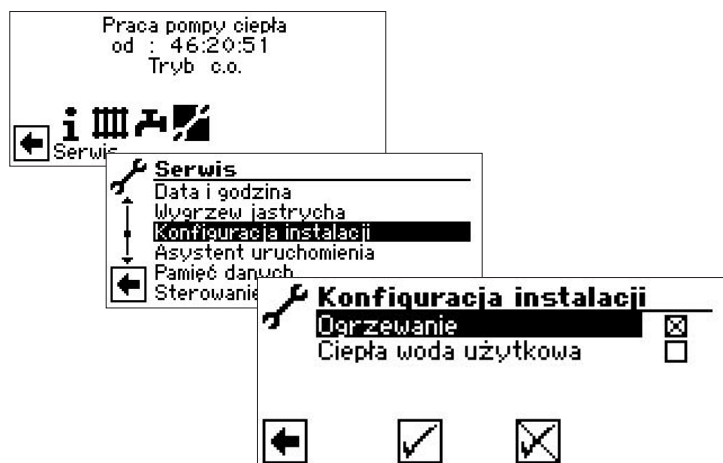 Praca pompy ciepła
od : 46:20:51
Tryb c.o.
Serwis
Serwis
Data i godzina
Wygrzew jastrycha
Konfiguracja instalacji
Asystent uruchomienia
Pamięć danych
Sterowanie
Konfiguracja instalacji
Ogrzewanie
Ciepła woda użytkowa